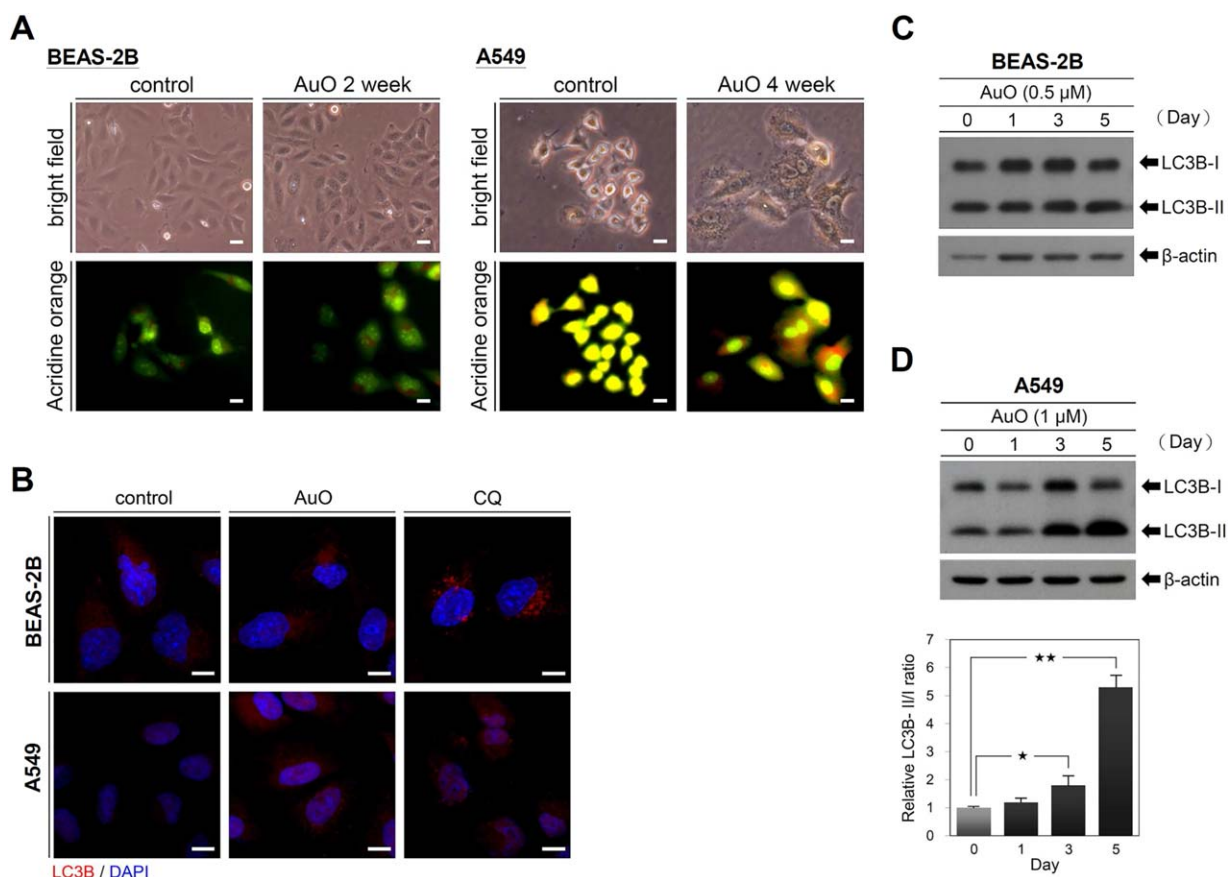 A
BEAS-2B
control
AuO 2 week
bright field
Acridine orange
A549
control
AuO 4 week
bright field
Acridine orange
B
control
AuO
CQ
BEAS-2B
A549
LC3B / DAPI
C
BEAS-2B
AuO (0.5 μM)
0 1 3 5 (Day)
LC3B-I
LC3B-II
β-actin
D
A549
AuO (1 μM)
0 1 3 5 (Day)
LC3B-I
LC3B-II
β-actin
Relative LC3B- II/I ratio
7
6
5
4
3
2
1
0
★★
★
0 1 3 5
Day